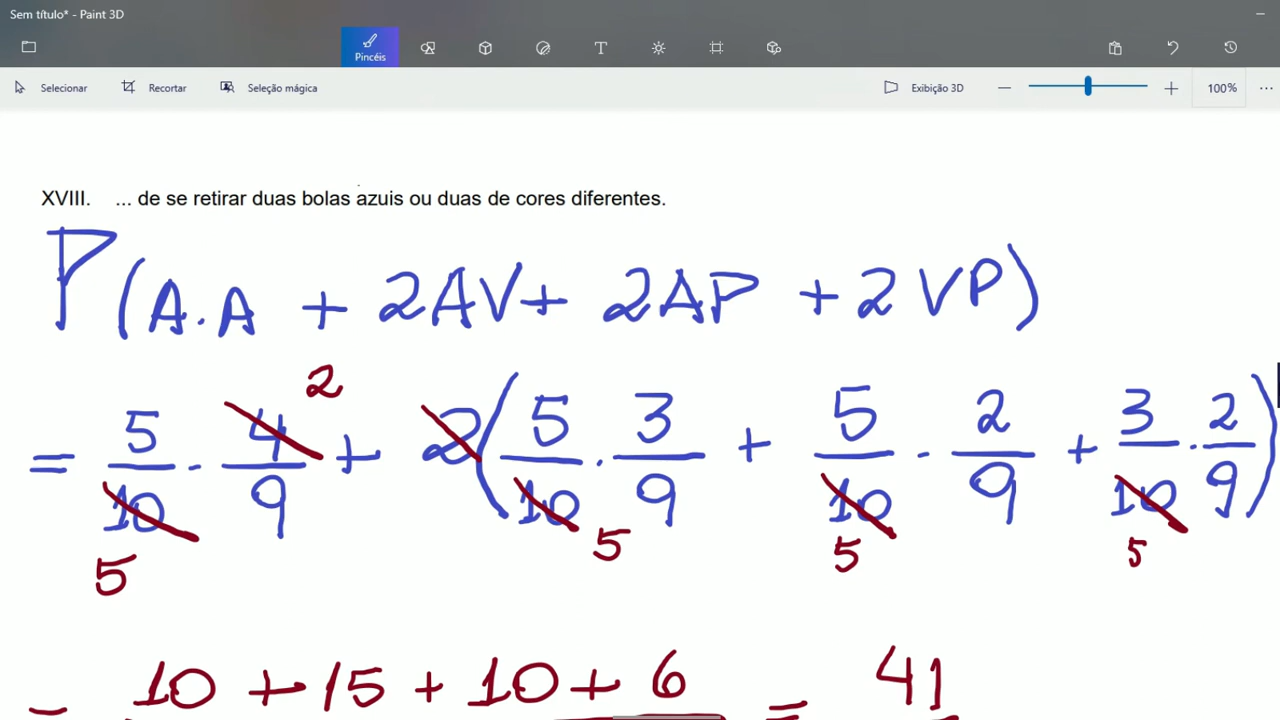 Sem título* - Paint 3D
Pincéis
Selecionar Recortar Seleção mágica Exibição 3D 100%
XVIII. ... de se retirar duas bolas azuis ou duas de cores diferentes.
P(A.A + 2AV + 2AP + 2VP)
2
= 5/10 . 4/9 + 2(5/10 . 3/9 + 5/10 . 2/9 + 3/10 . 2/9)
5 5 5 5
= 10 + 15 + 10 + 6 = 41